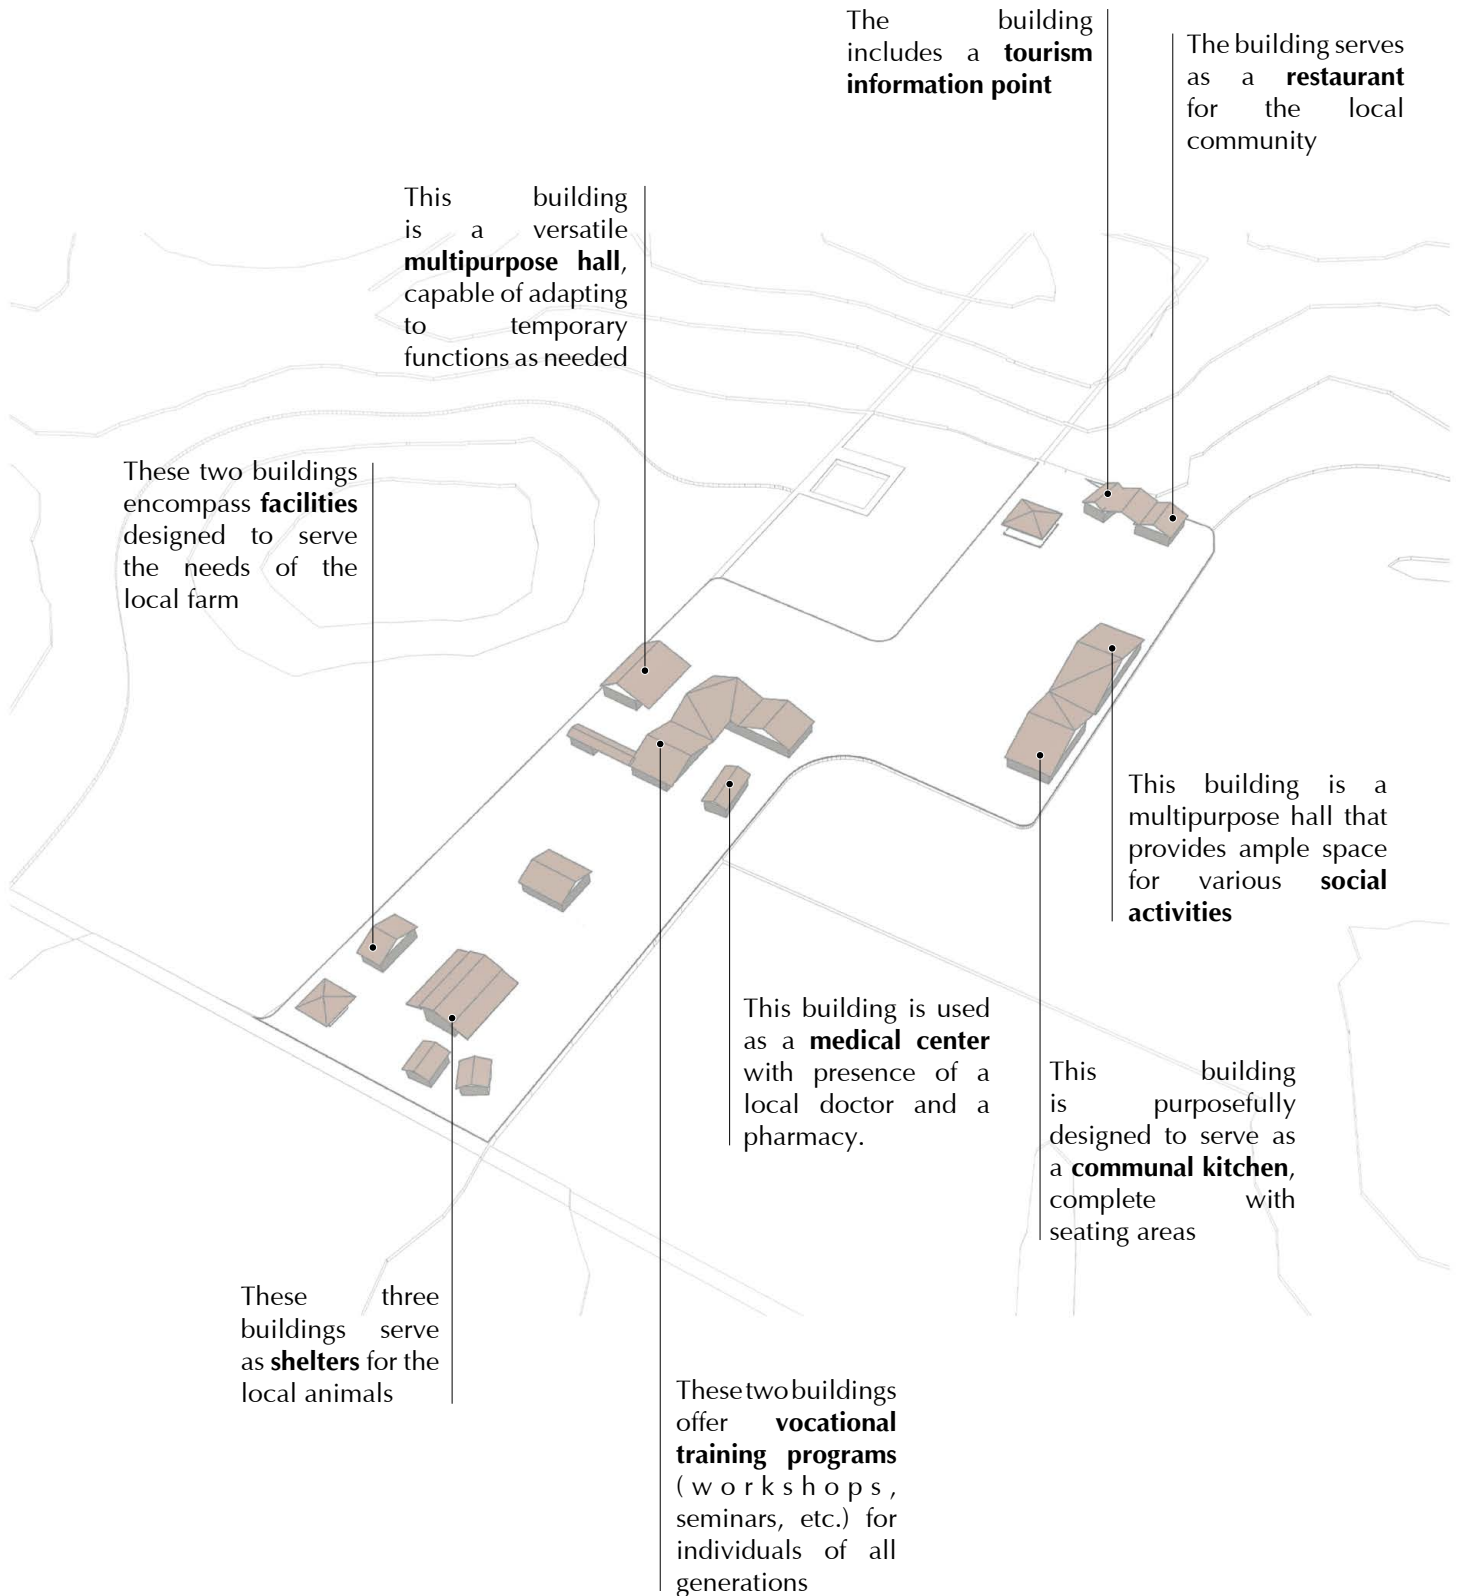 The building
includes a tourism
information point
The building serves
as a restaurant
for the local
community
This building
is a versatile
multipurpose hall,
capable of adapting
to temporary
functions as needed
These two buildings
encompass facilities
designed to serve
the needs of the
local farm
This building is a
multipurpose hall that
provides ample space
for various social
activities
This building is used
as a medical center
with presence of a
local doctor and a
pharmacy.
This building
is purposefully
designed to serve as
a communal kitchen,
complete with
seating areas
These three
buildings serve
as shelters for the
local animals
These two buildings
offer vocational
training programs
(workshops,
seminars, etc.) for
individuals of all
generations